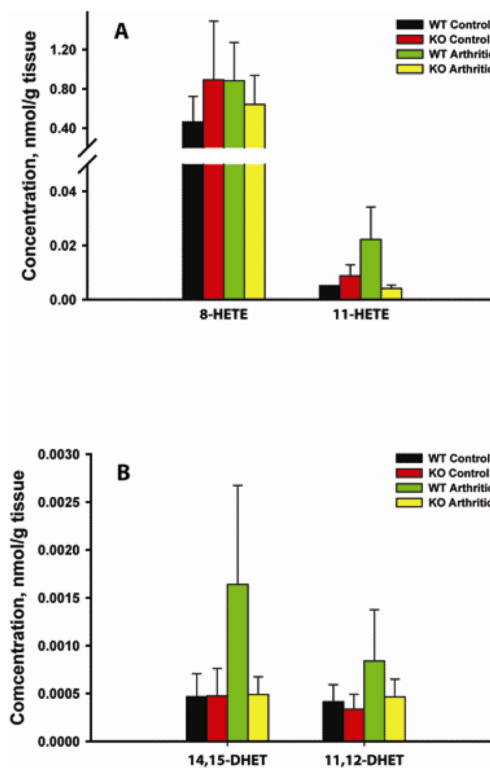 A
WT Control
KO Control
WT Arthritic
KO Arthritic
Concentration, nmol/g tissue
1.20
0.80
0.40
0.04
0.02
0.00
8-HETE 11-HETE
B
WT Control
KO Control
WT Arthritic
KO Arthritic
Comcentration, nmol/g tissue
0.0030
0.0025
0.0020
0.0015
0.0010
0.0005
0.0000
14,15-DHET 11,12-DHET